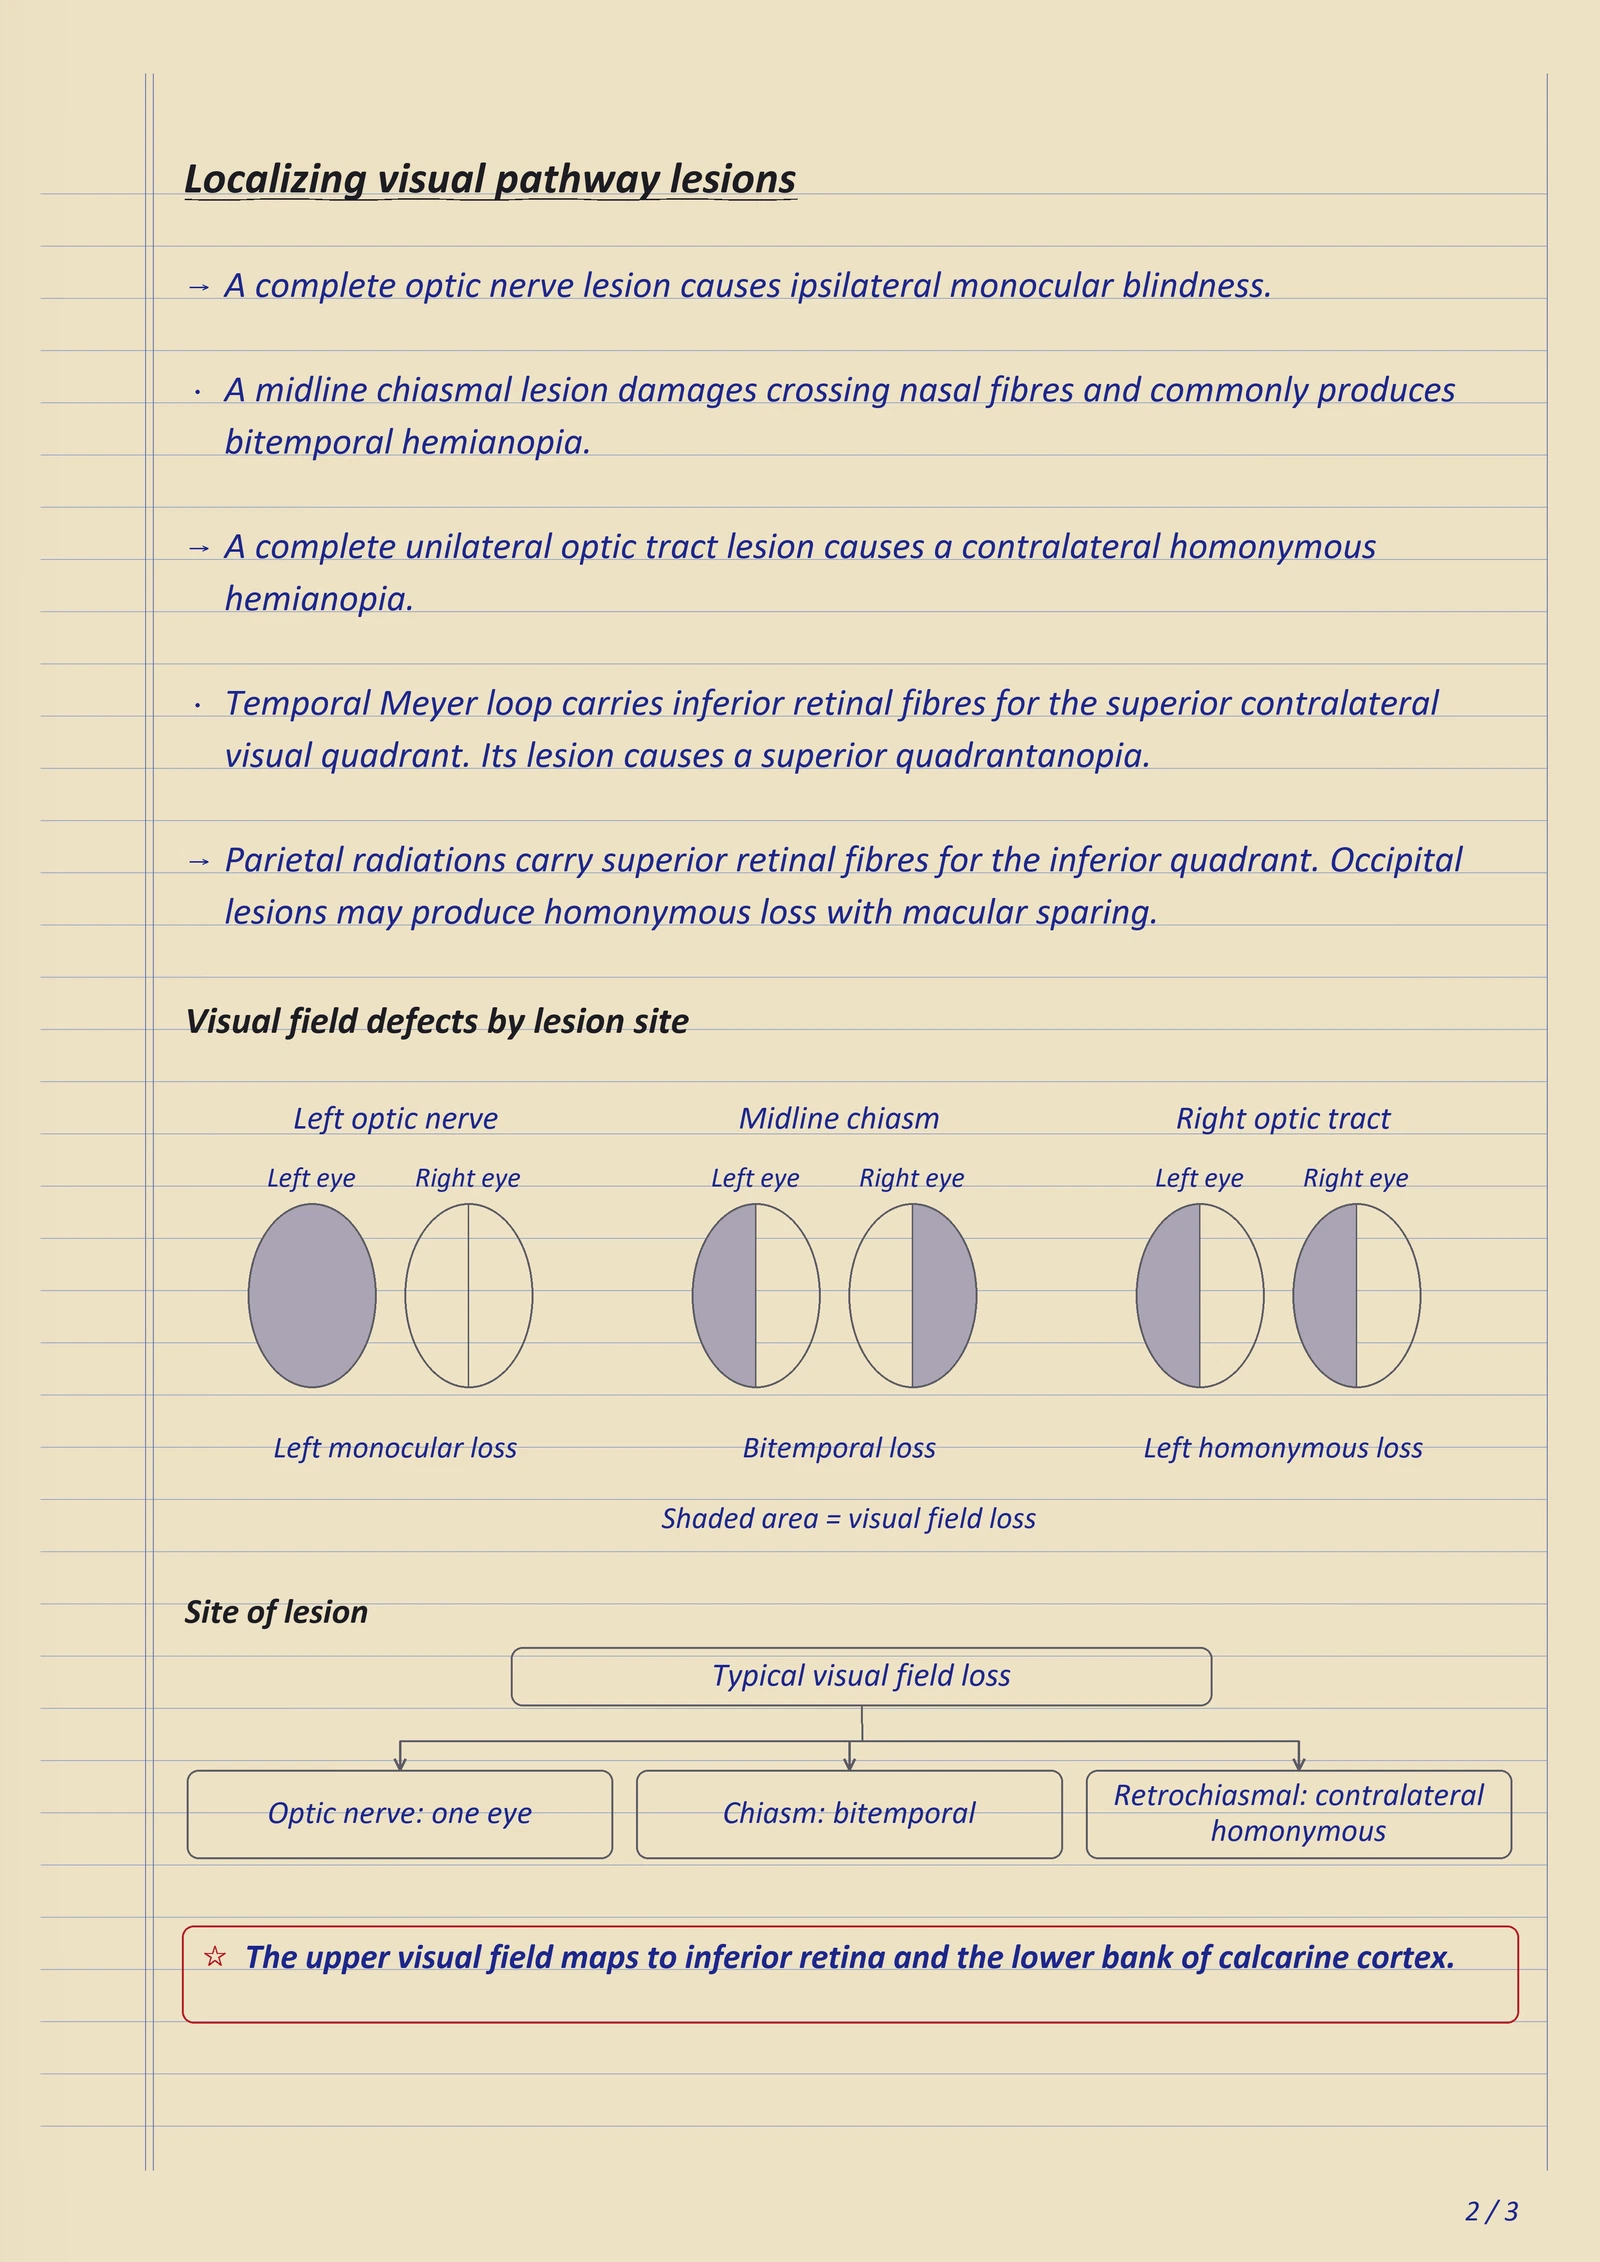 Localizing visual pathway lesions
→ A complete optic nerve lesion causes ipsilateral monocular blindness.
· A midline chiasmal lesion damages crossing nasal fibres and commonly produces
bitemporal hemianopia.
→ A complete unilateral optic tract lesion causes a contralateral homonymous
hemianopia.
· Temporal Meyer loop carries inferior retinal fibres for the superior contralateral
visual quadrant. Its lesion causes a superior quadrantanopia.
→ Parietal radiations carry superior retinal fibres for the inferior quadrant. Occipital
lesions may produce homonymous loss with macular sparing.
Visual field defects by lesion site
Left optic nerve
Left eye Right eye
Left monocular loss
Midline chiasm
Left eye Right eye
Bitemporal loss
Right optic tract
Left eye Right eye
Left homonymous loss
Shaded area = visual field loss
Site of lesion
Typical visual field loss
Optic nerve: one eye
Chiasm: bitemporal
Retrochiasmal: contralateral
homonymous
☆ The upper visual field maps to inferior retina and the lower bank of calcarine cortex.
2 / 3